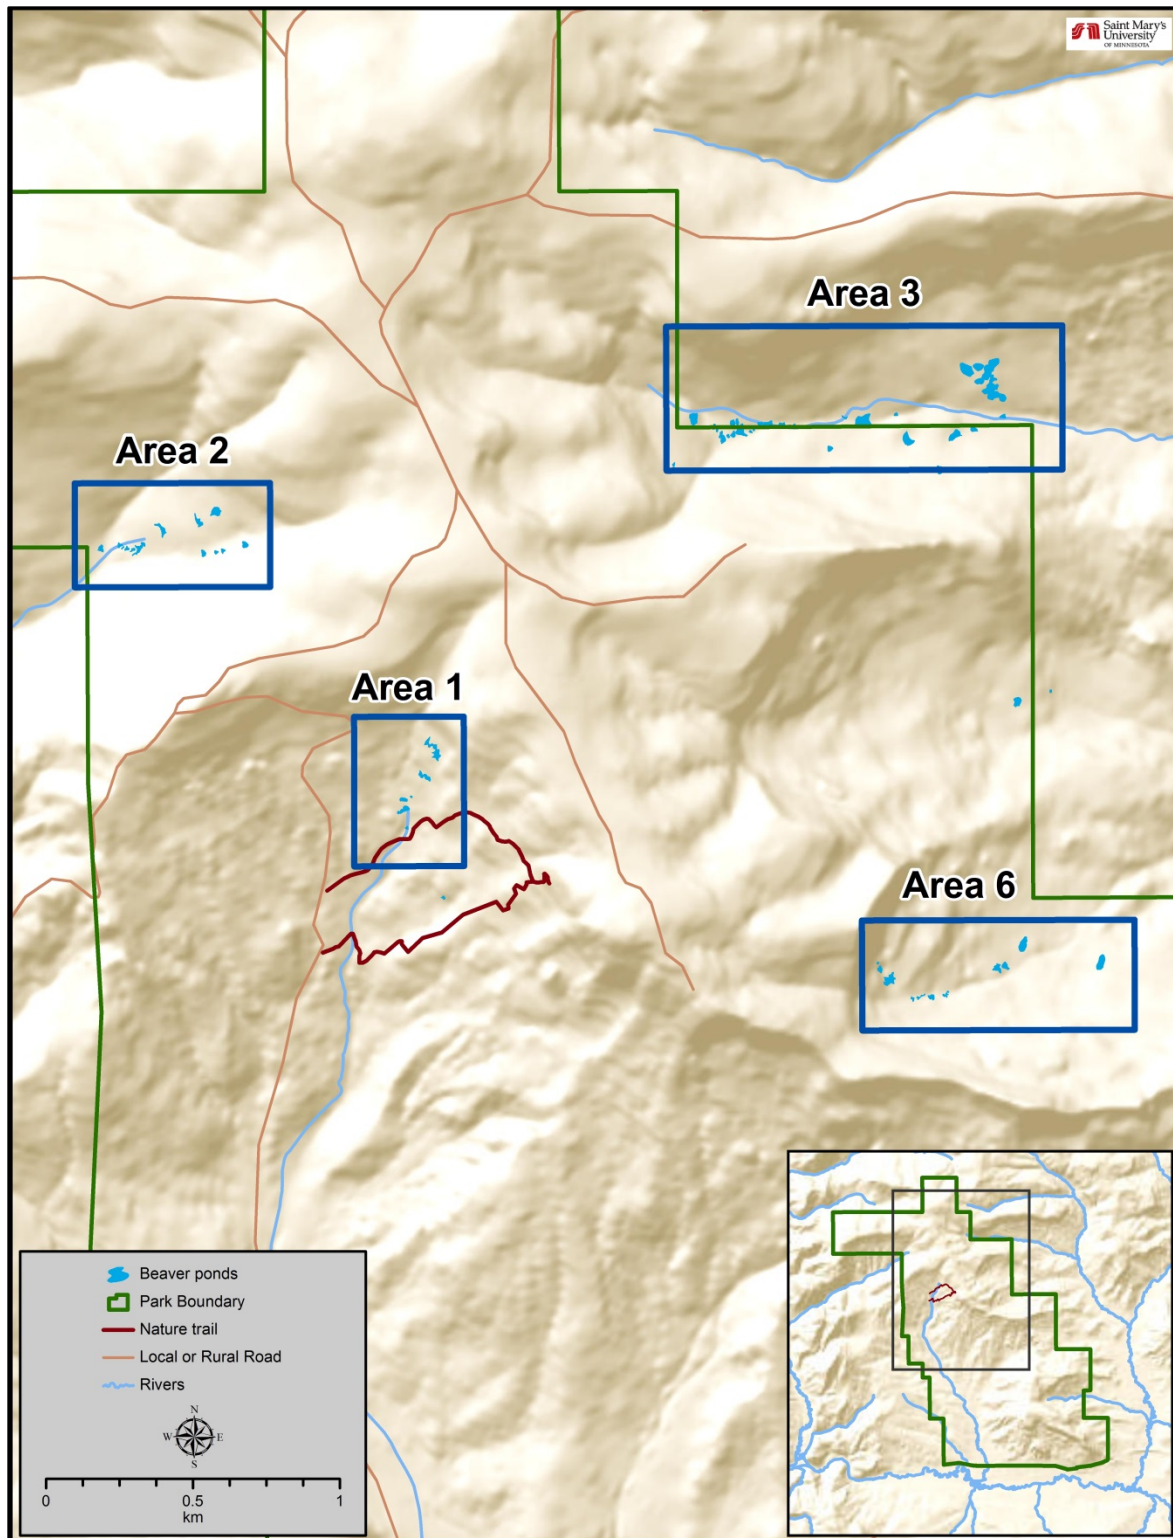 Saint Mary's
University
OF MINNESOTA
Area 3
Area 2
Area 1
Area 6
Beaver ponds
Park Boundary
Nature trail
Local or Rural Road
Rivers
N
W E
S
0 0.5 1
km